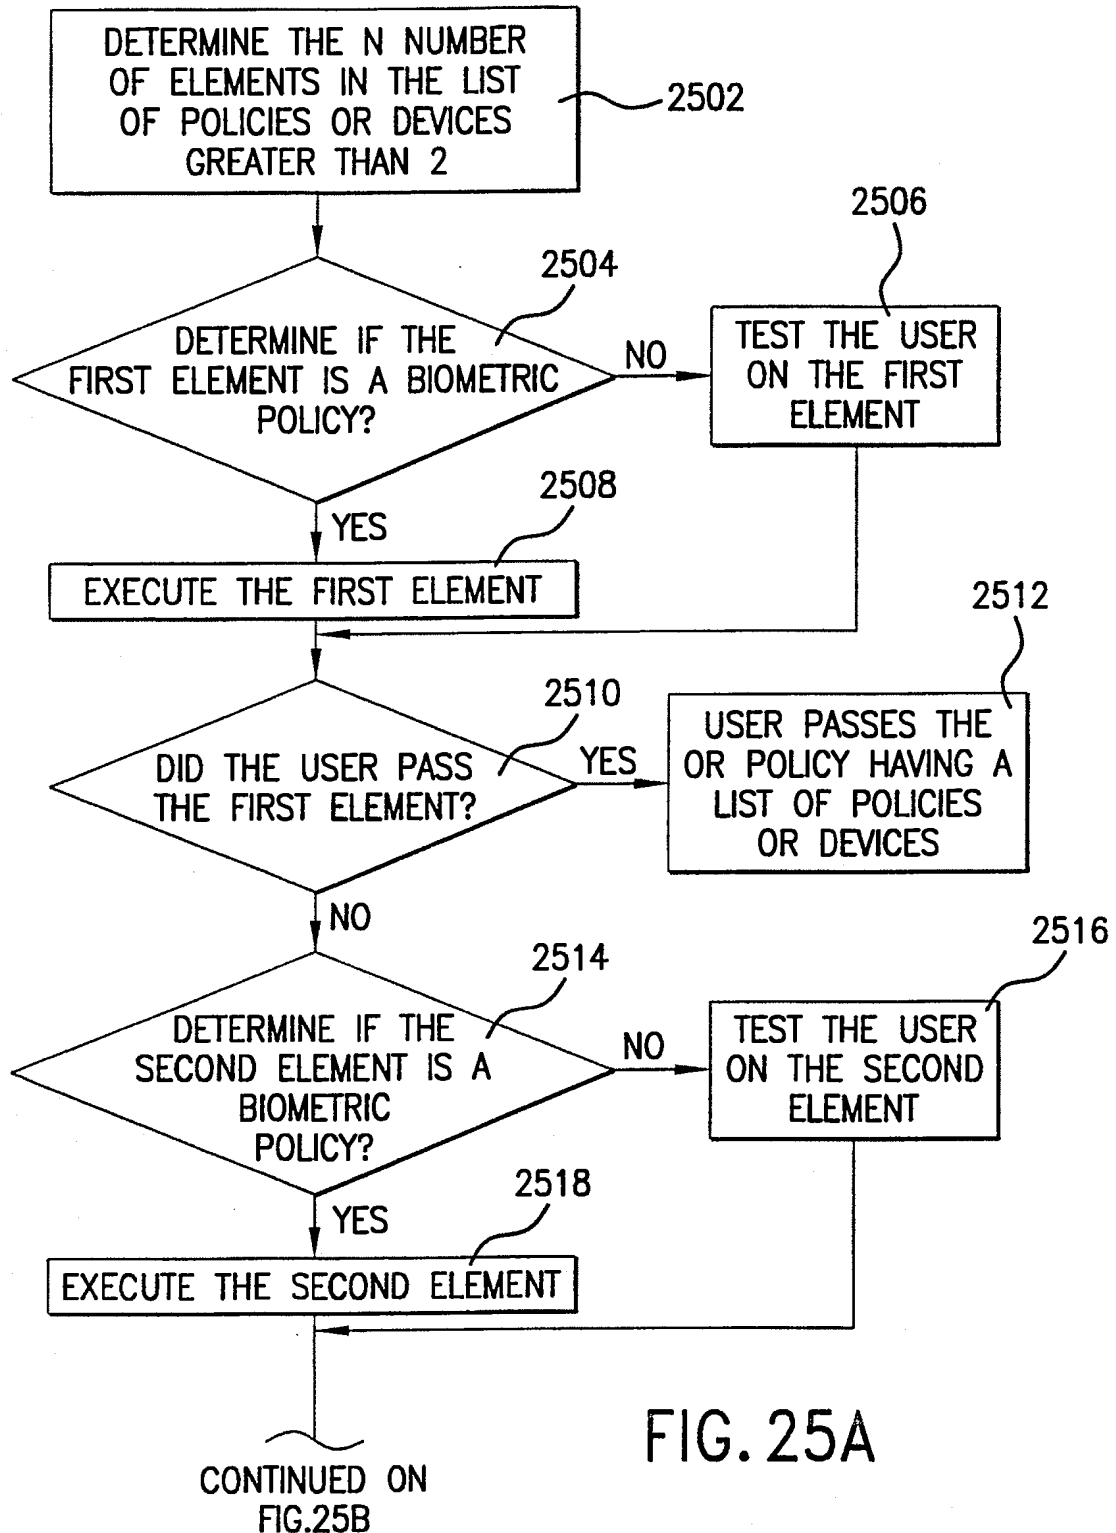 DETERMINE THE N NUMBER
OF ELEMENTS IN THE LIST
OF POLICIES OR DEVICES
GREATER THAN 2
2502
2506
2504
DETERMINE IF THE
FIRST ELEMENT IS A BIOMETRIC
POLICY?
NO
TEST THE USER
ON THE FIRST
ELEMENT
2508
YES
EXECUTE THE FIRST ELEMENT
2512
2510
DID THE USER PASS
THE FIRST ELEMENT?
YES
USER PASSES THE
OR POLICY HAVING A
LIST OF POLICIES
OR DEVICES
NO
2516
2514
DETERMINE IF THE
SECOND ELEMENT IS A
BIOMETRIC
POLICY?
NO
TEST THE USER
ON THE SECOND
ELEMENT
2518
YES
EXECUTE THE SECOND ELEMENT
FIG. 25A
CONTINUED ON
FIG.25B